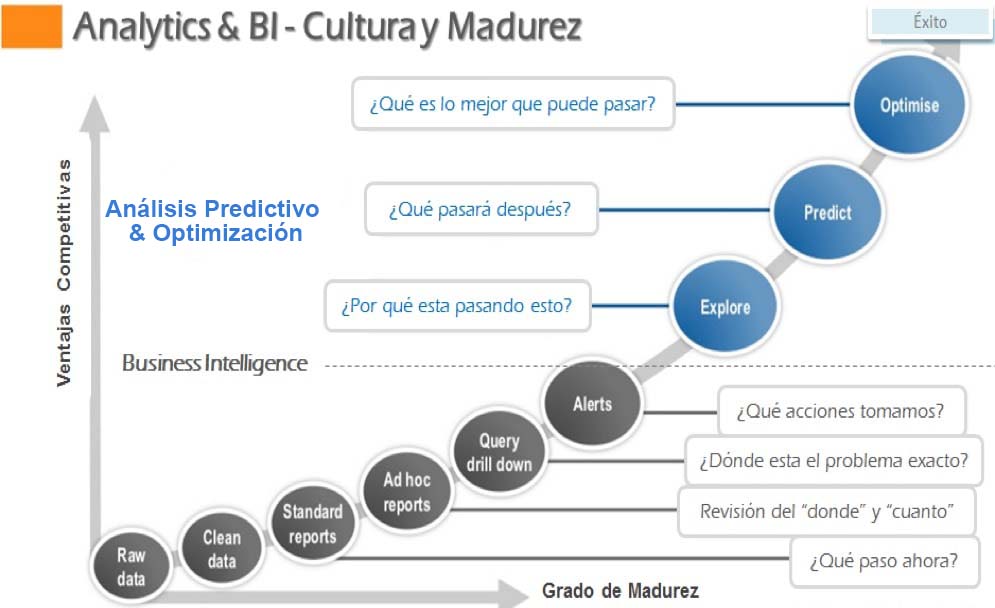 Analytics & BI - Cultura y Madurez
Éxito
¿Qué es lo mejor que puede pasar?
Optimise
Ventajas Competitivas
Análisis Predictivo
& Optimización
¿Qué pasará después?
Predict
¿Por qué esta pasando esto?
Explore
Business Intelligence
Alerts
¿Qué acciones tomamos?
Query
drill down
¿Dónde esta el problema exacto?
Ad hoc
reports
Revisión del “donde” y “cuanto”
Standard
reports
¿Qué paso ahora?
Clean
data
Raw
data
Grado de Madurez